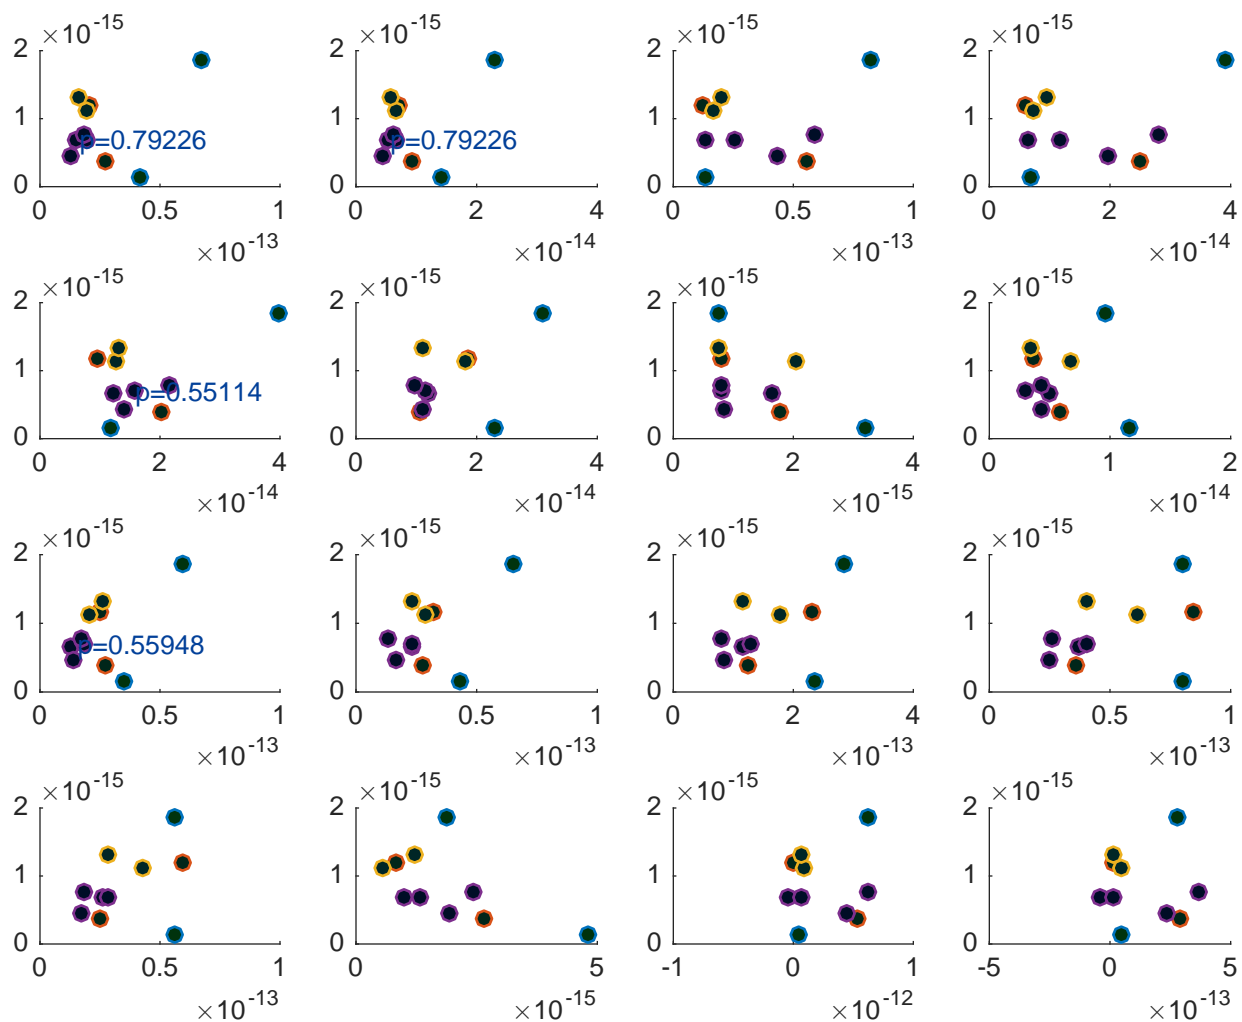 ×10-15 ×10-15 ×10-15 ×10-15
2 2 2 2
1 1 1 1
p=0.79226 p=0.79226
0 0 0 0
0 0.5 1 0 2 4 0 0.5 1 0 2 4
×10-13 ×10-14 ×10-13 ×10-14
×10-15 ×10-15 ×10-15 ×10-15
2 2 2 2
1 1 1 1
p=0.55114
0 0 0 0
0 2 4 0 2 4 0 2 4 0 1 2
×10-14 ×10-14 ×10-15 ×10-14
×10-15 ×10-15 ×10-15 ×10-15
2 2 2 2
1 1 1 1
p=0.55948
0 0 0 0
0 0.5 1 0 0.5 1 0 2 4 0 0.5 1
×10-13 ×10-13 ×10-13 ×10-13
×10-15 ×10-15 ×10-15 ×10-15
2 2 2 2
1 1 1 1
0 0 0 0
0 0.5 1 0 5 -1 0 1 -5 0 5
×10-13 ×10-15 ×10-12 ×10-13